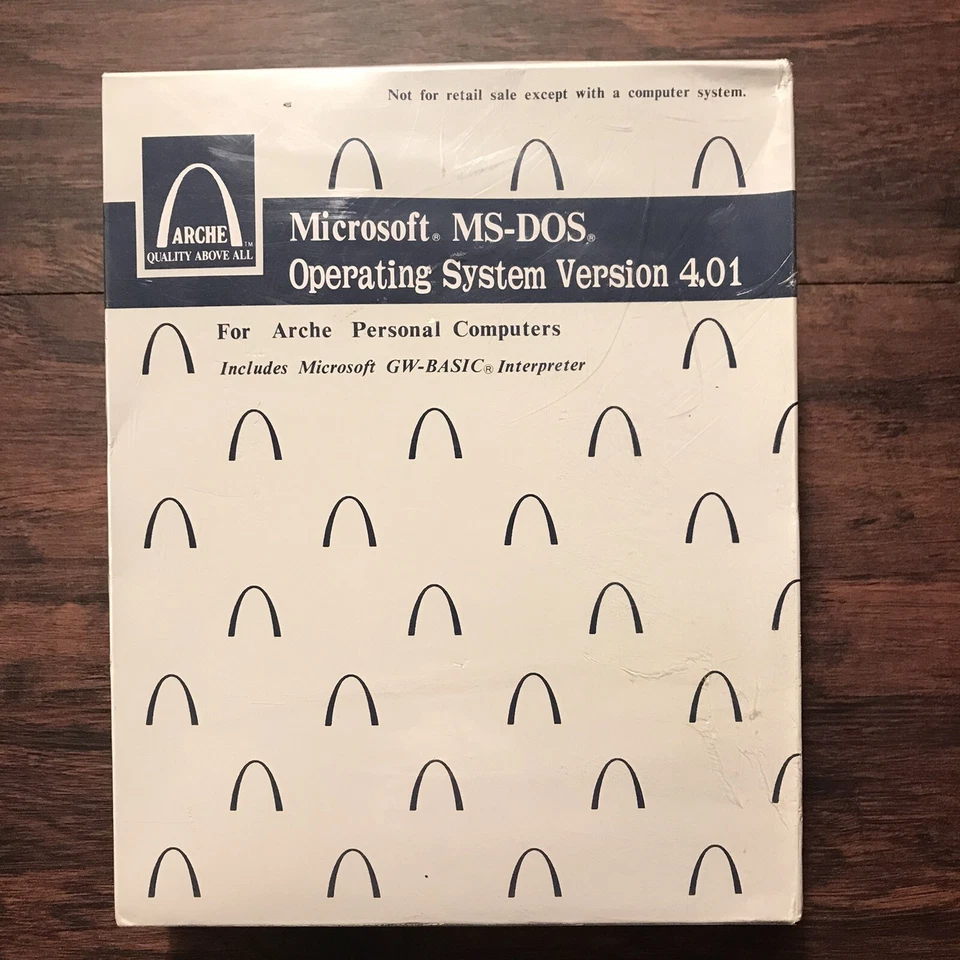 Not for retail sale except with a computer system.
ARCHE™
QUALITY ABOVE ALL
Microsoft® MS-DOS®
Operating System Version 4.01
For Arche Personal Computers
Includes Microsoft GW-BASIC® Interpreter